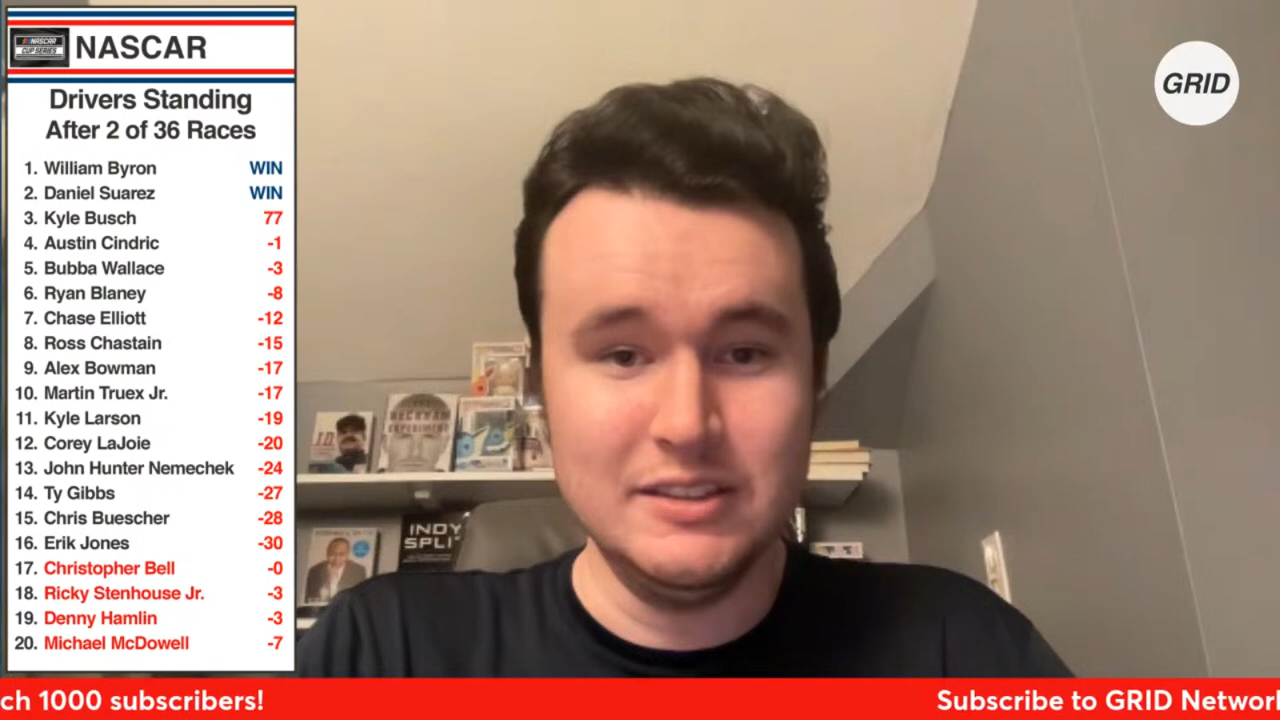 NASCAR
CUP SERIES
NASCAR
Drivers Standing
After 2 of 36 Races
1. William Byron WIN
2. Daniel Suarez WIN
3. Kyle Busch 77
4. Austin Cindric -1
5. Bubba Wallace -3
6. Ryan Blaney -8
7. Chase Elliott -12
8. Ross Chastain -15
9. Alex Bowman -17
10. Martin Truex Jr. -17
11. Kyle Larson -19
12. Corey LaJoie -20
13. John Hunter Nemechek -24
14. Ty Gibbs -27
15. Chris Buescher -28
16. Erik Jones -30
17. Christopher Bell -0
18. Ricky Stenhouse Jr. -3
19. Denny Hamlin -3
20. Michael McDowell -7
GRID
J.D.
BECKHAM
EXPERIMENT
INDY
SPLIT
ch 1000 subscribers!
Subscribe to GRID Networ